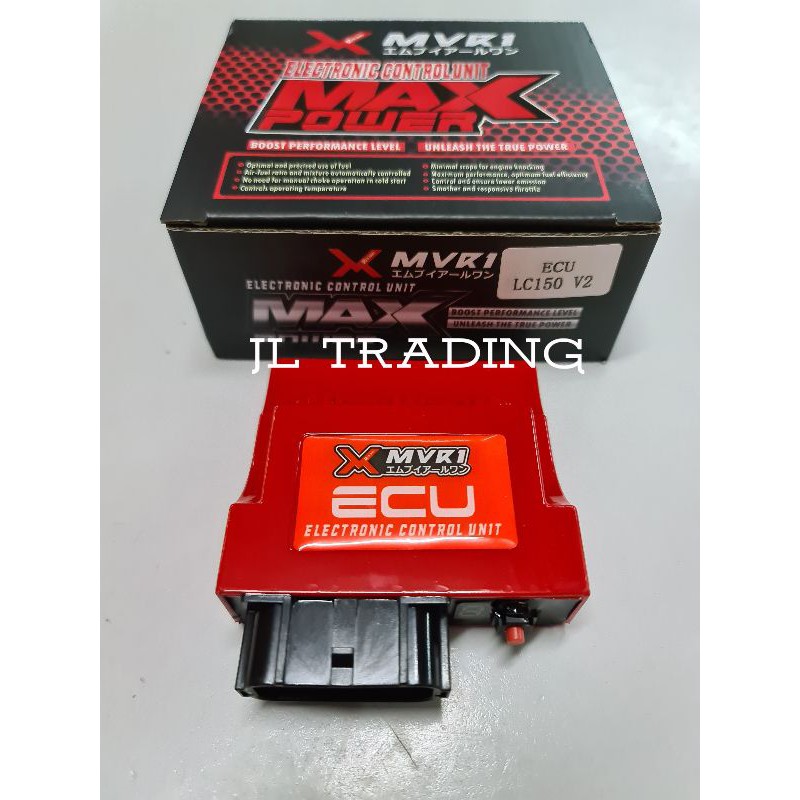 X MVR1
エムブイアールワン
ELECTRONIC CONTROL UNIT
MAX
POWER
BOOST PERFORMANCE LEVEL UNLEASH THE TRUE POWER
• Optimal and precised use of fuel
• Air-fuel ratio and mixture automatically controlled
• No need for manual choke operation in cold start
• Controls operating temperature
• Minimal scope for engine knocking
• Maximum performance, optimum fuel efficiency
• Control and ensure lower emission
• Smother and responsive throttle
X MVR1
エムブイアールワン
ECU
LC150 V2
ELECTRONIC CONTROL UNIT
MAX
BOOST PERFORMANCE LEVEL
UNLEASH THE TRUE POWER
JL TRADING
X MVR1
エムブイアールワン
ECU
ELECTRONIC CONTROL UNIT